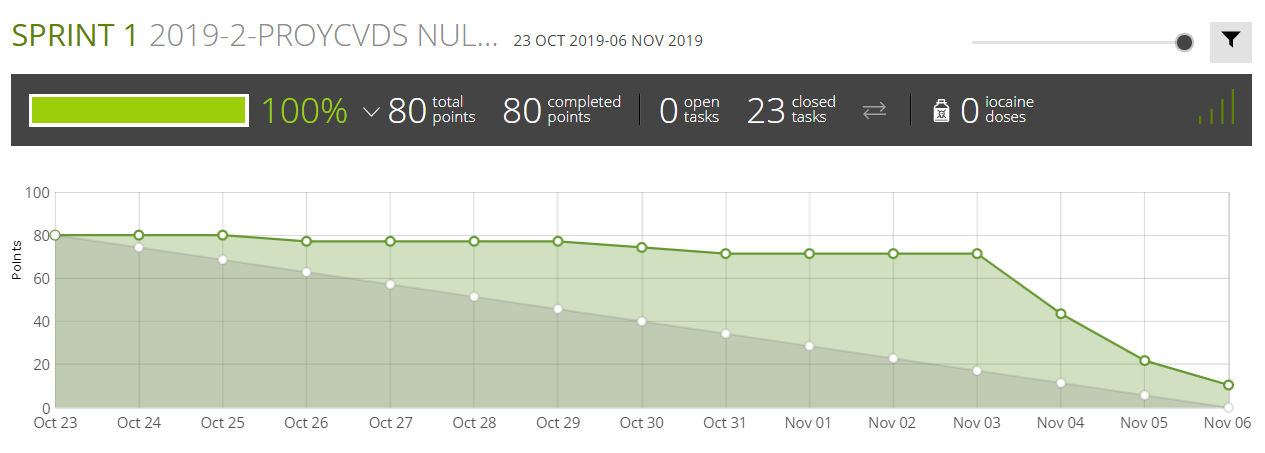 SPRINT 1 2019-2-PROYCVDS NUL... 23 OCT 2019-06 NOV 2019
100% 80 total points 80 completed points 0 open tasks 23 closed tasks 0 iocaine doses
Points
100
80
60
40
20
0
Oct 23 Oct 24 Oct 25 Oct 26 Oct 27 Oct 28 Oct 29 Oct 30 Oct 31 Nov 01 Nov 02 Nov 03 Nov 04 Nov 05 Nov 06